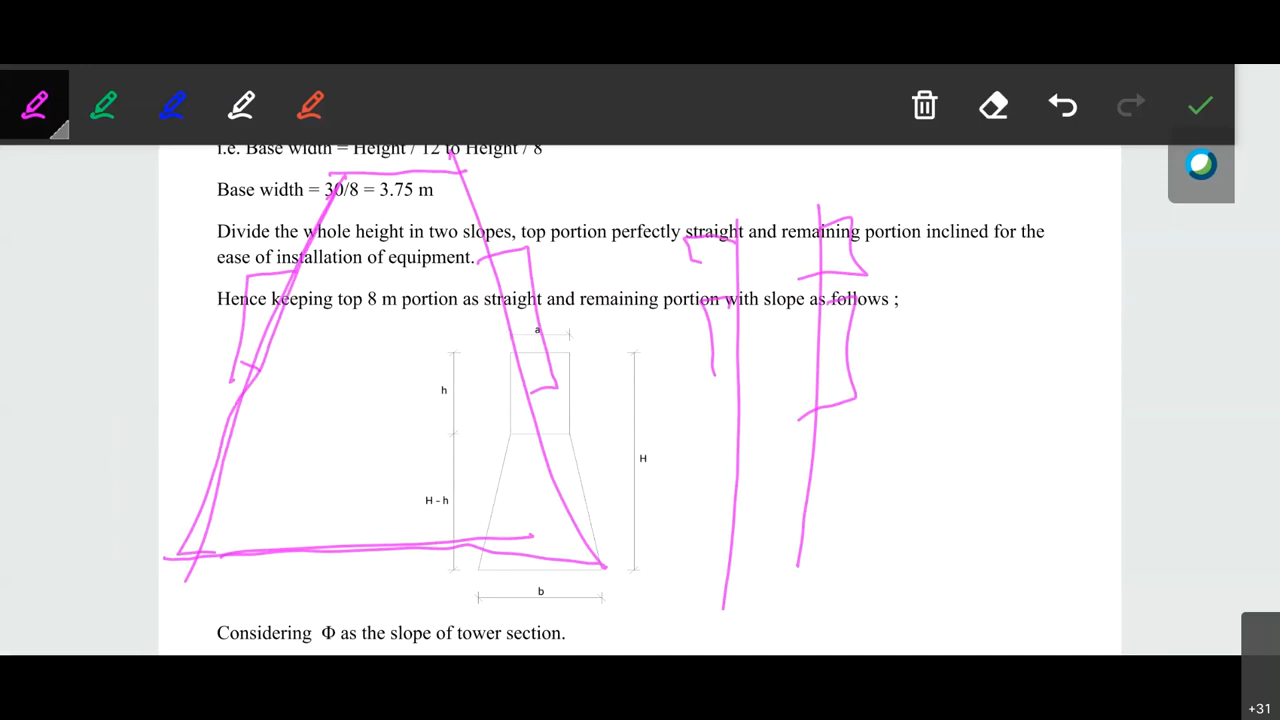 i.e. Base width = Height / 12 to Height / 8
Base width = 30/8 = 3.75 m
Divide the whole height in two slopes, top portion perfectly straight and remaining portion inclined for the
ease of installation of equipment.
Hence keeping top 8 m portion as straight and remaining portion with slope as follows ;
a
h
H
H - h
b
Considering Φ as the slope of tower section.
+31